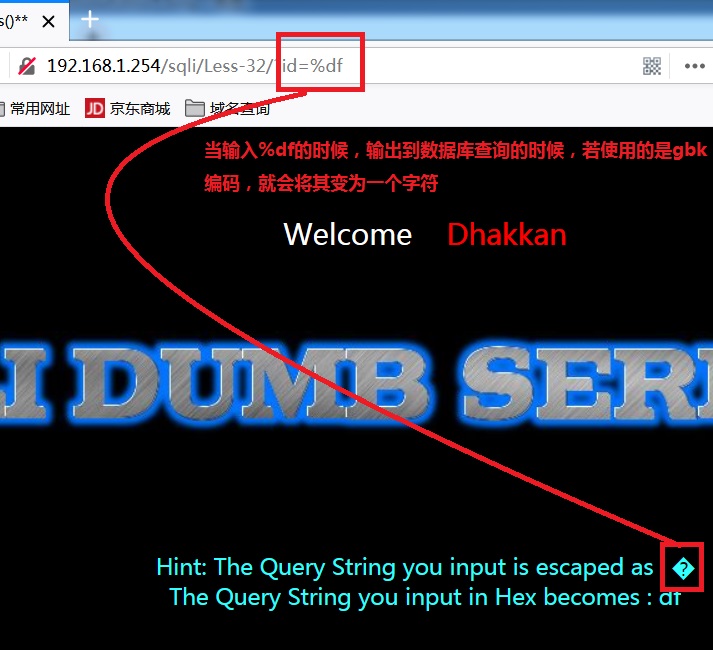 s()**
192.168.1.254/sqli/Less-32/?id=%df
常用网址 JD 京东商城 域名查询
当输入%df的时候，输出到数据库查询的时候，若使用的是gbk
编码，就会将其变为一个字符
Welcome Dhakkan
I DUMB SERI
Hint: The Query String you input is escaped as �
The Query String you input in Hex becomes : df